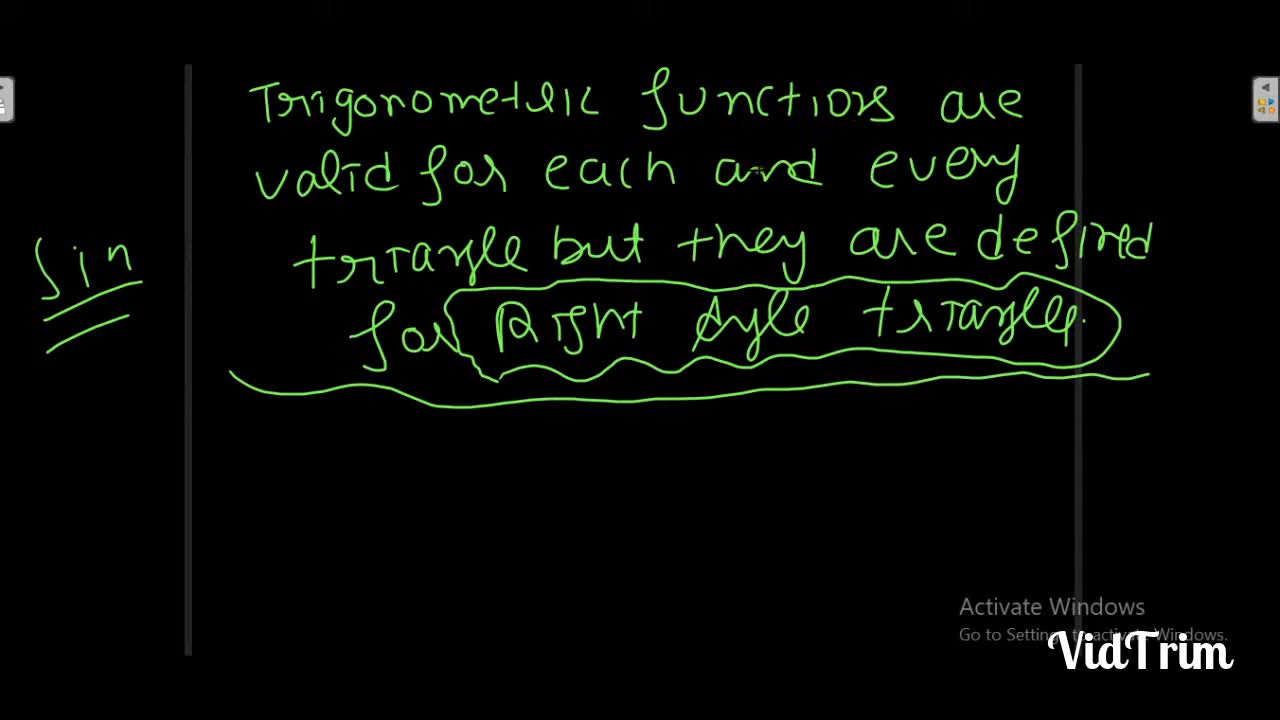 Trigonometric functions are
valid for each and every
triangle but they are defined
for Right angle triangle.
Sin
Activate Windows
Go to Settings to activate Windows.
VidTrim